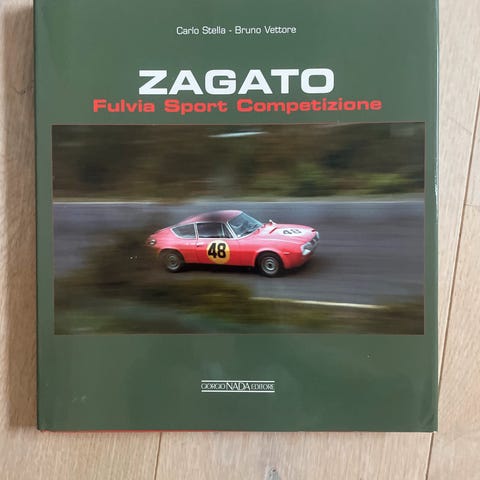 Carlo Stella - Bruno Vettore
ZAGATO
Fulvia Sport Competizione
48
GIORGIO NADA EDITORE